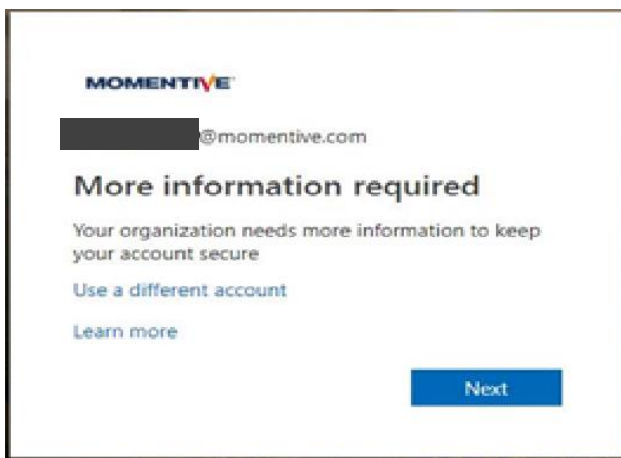 MOMENTIVE
@momentive.com
More information required
Your organization needs more information to keep
your account secure
Use a different account
Learn more
Next